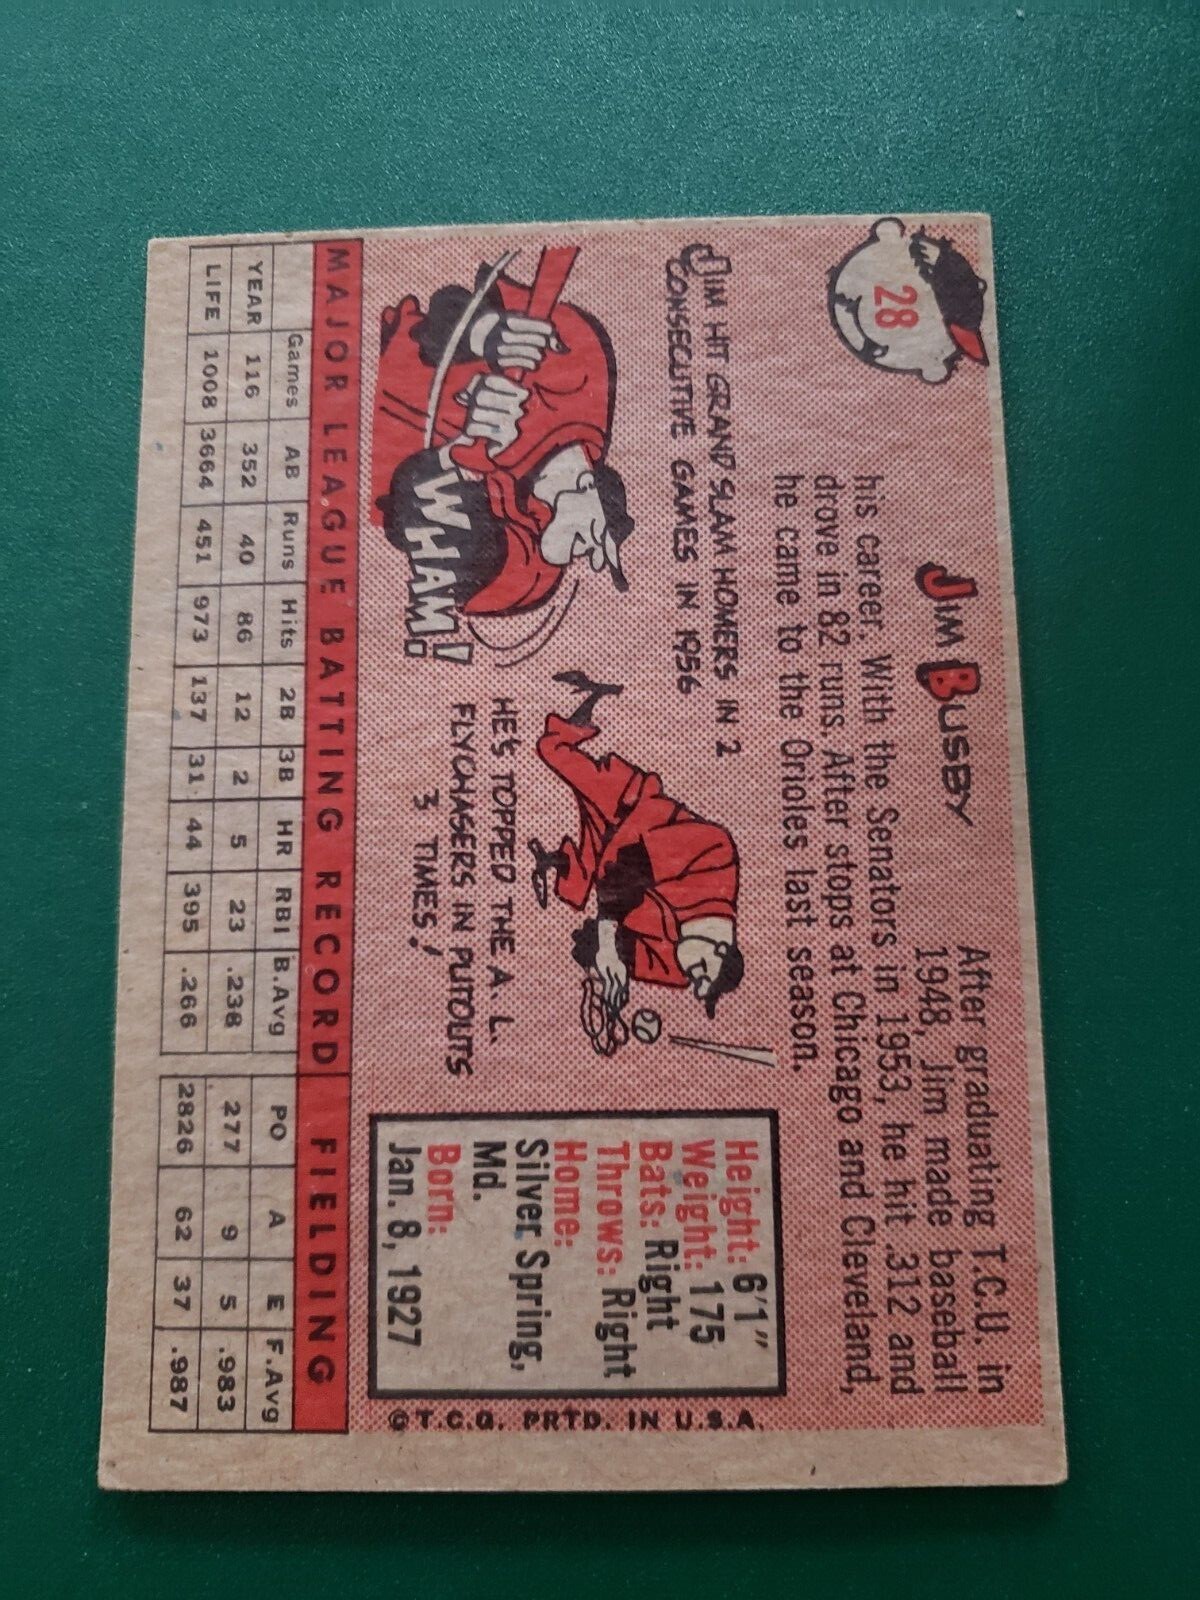 28
JIM BUSBY
After graduating T.C.U. in
1948, Jim made baseball
his career. With the Senators in 1953, he hit .312 and
drove in 82 runs. After stops at Chicago and Cleveland,
he came to the Orioles last season.
JIM HIT GRAND SLAM HOMERS IN 2
CONSECUTIVE GAMES IN 1956
WHAM!
HE'S TOPPED THE A.L.
FLYCHASERS IN PUTOUTS
3 TIMES!
Height: 6'1"
Weight: 175
Bats: Right
Throws: Right
Home:
Silver Spring,
Md.
Born:
Jan. 8, 1927
© T.C.G. PRTD. IN U.S.A.
MAJOR LEAGUE BATTING RECORD FIELDING
Games AB Runs Hits 2B 3B HR RBI B.Avg PO A E F.Avg
YEAR 116 352 40 86 12 2 5 23 .238 277 9 5 .983
LIFE 1008 3664 451 973 137 31 44 395 .266 2826 62 37 .987